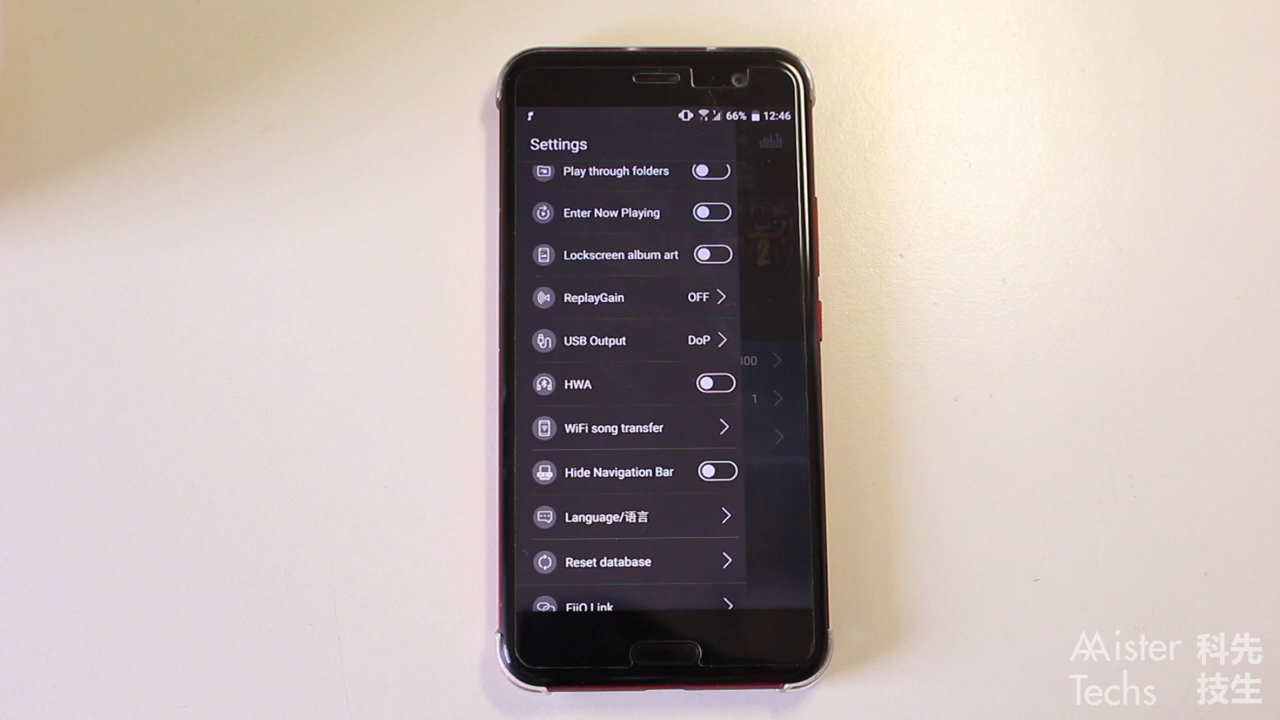 66% 12:46
Settings
Play through folders
Enter Now Playing
Lockscreen album art
ReplayGain OFF
USB Output DoP
HWA
WiFi song transfer
Hide Navigation Bar
Language/语言
Reset database
FiiO Link
1
Mister 科先
Techs 技生